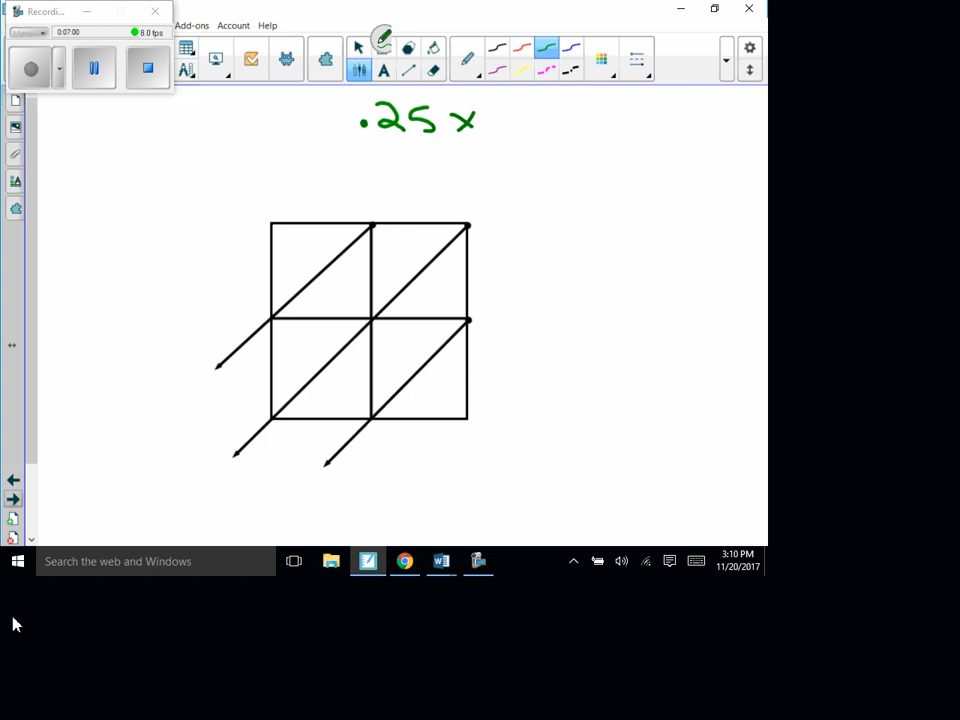 Recordi...
Menu
0:07:00
8.0 fps
Add-ons Account Help
.25 x
Search the web and Windows
3:10 PM
11/20/2017